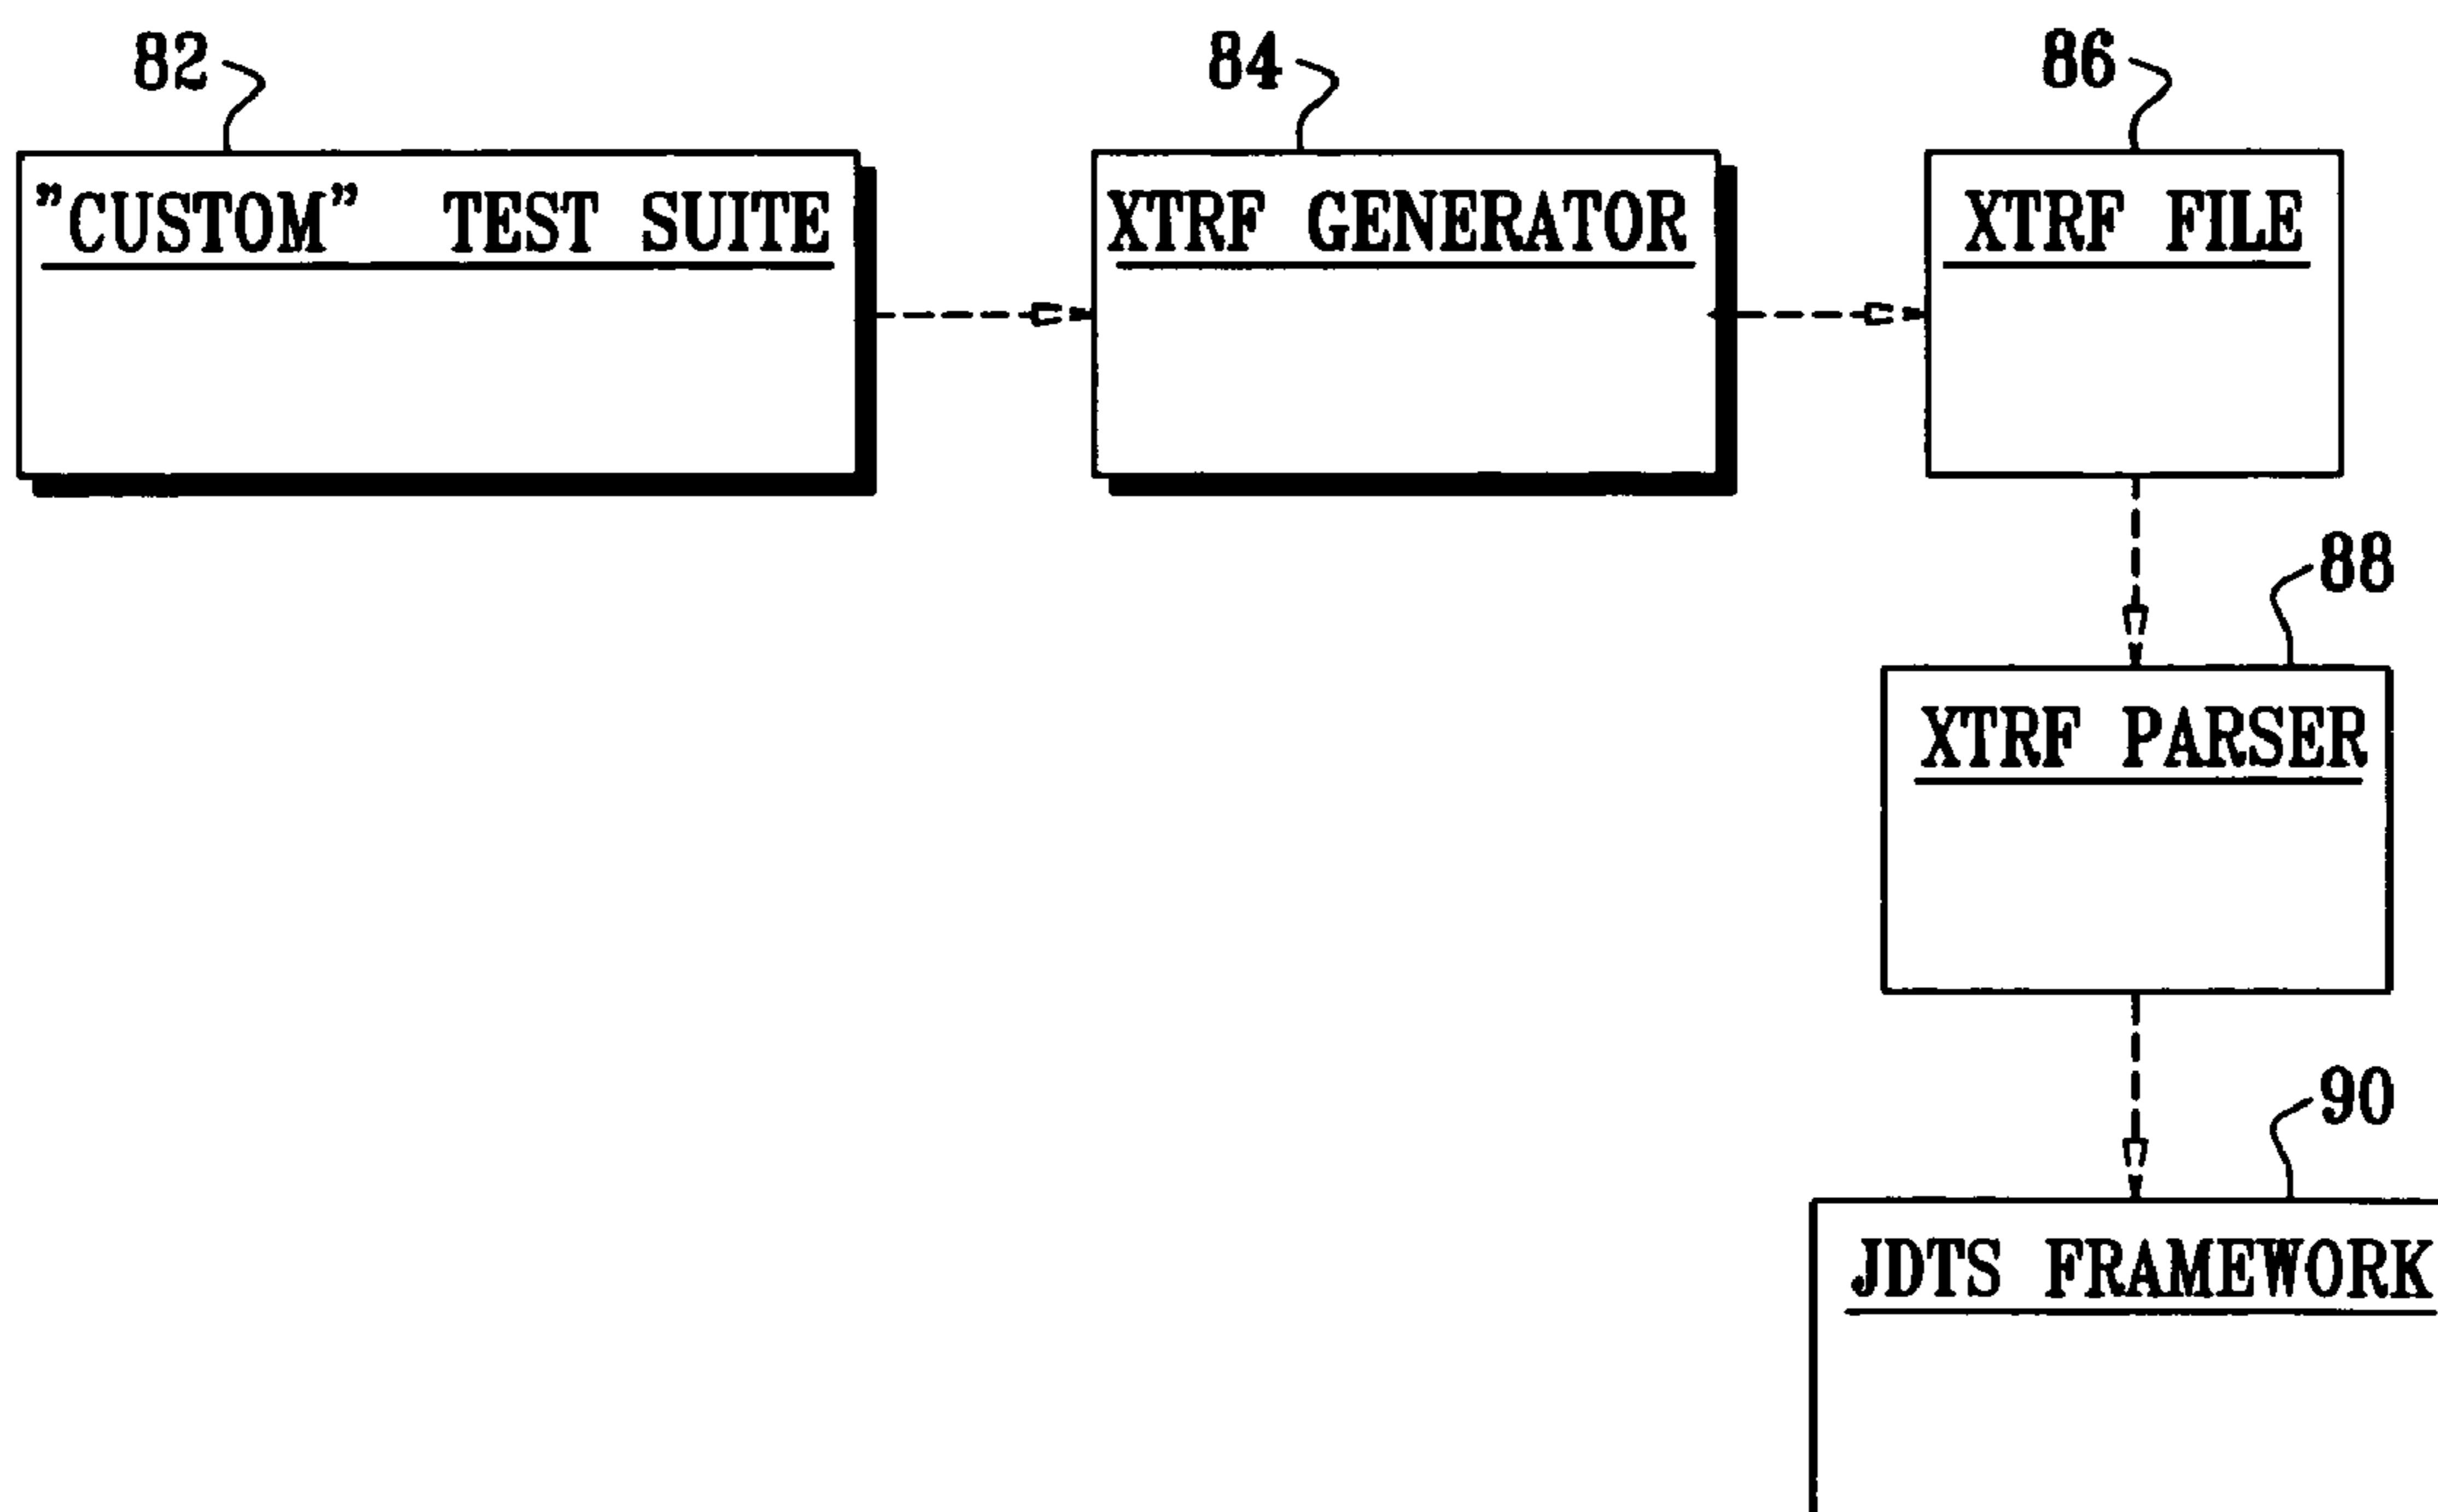 82
84
86
”CUSTOM” TEST SUITE
XTRF GENERATOR
XTRF FILE
88
XTRF PARSER
90
JDTS FRAMEWORK